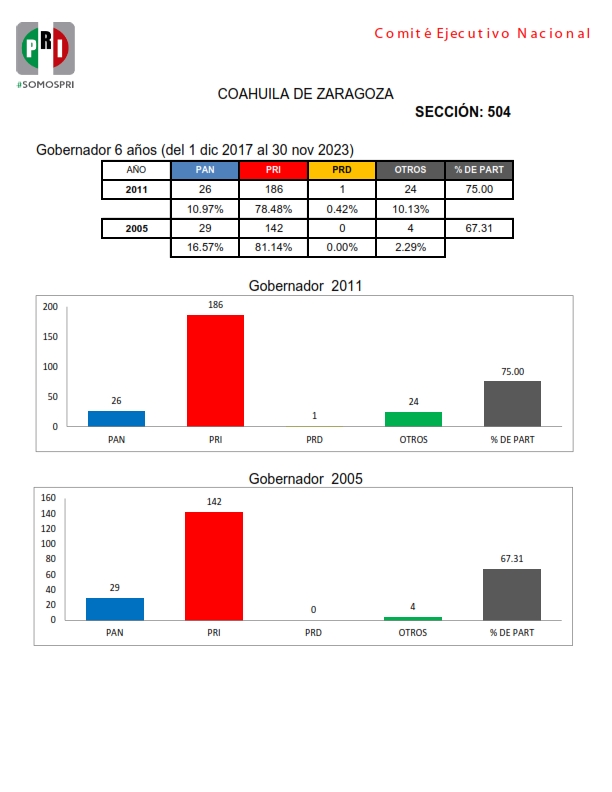 PRI
#SOMOSPRI
Comité Ejecutivo Nacional
COAHUILA DE ZARAGOZA
SECCIÓN: 504
Gobernador 6 años (del 1 dic 2017 al 30 nov 2023)
AÑO PAN PRI PRD OTROS % DE PART
2011 26 186 1 24 75.00
10.97% 78.48% 0.42% 10.13%
2005 29 142 0 4 67.31
16.57% 81.14% 0.00% 2.29%
Gobernador 2011
200
150
100
50
0
26 186 1 24 75.00
PAN PRI PRD OTROS % DE PART
Gobernador 2005
160
140
120
100
80
60
40
20
0
29 142 0 4 67.31
PAN PRI PRD OTROS % DE PART